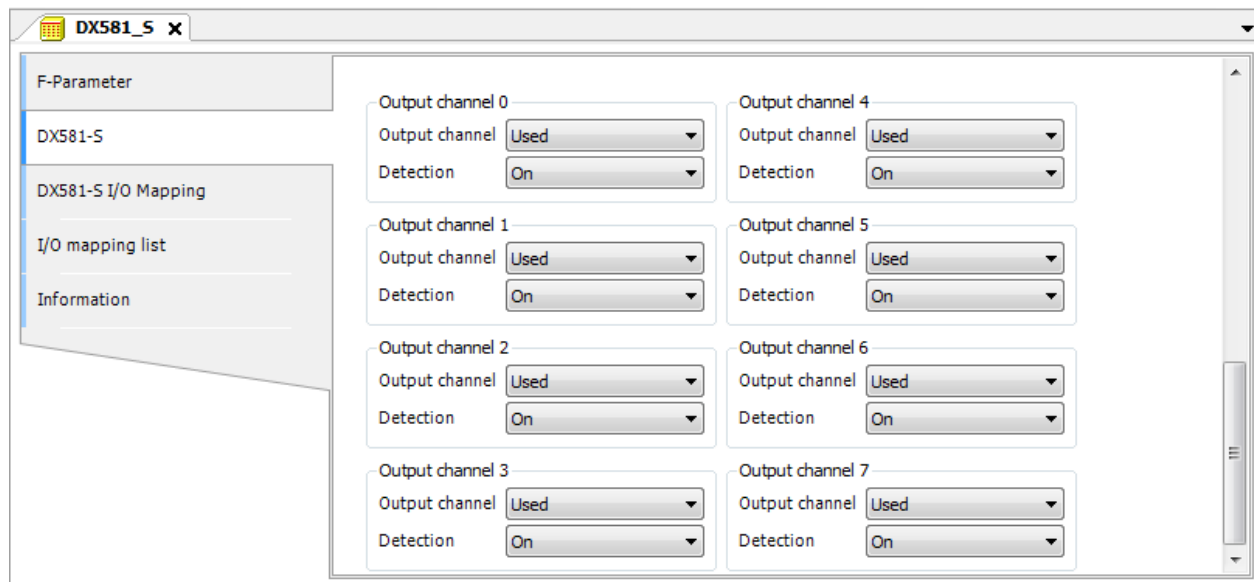 DX581_S
F-Parameter
DX581-S
DX581-S I/O Mapping
I/O mapping list
Information
Output channel 0
Output channel Used
Detection On
Output channel 1
Output channel Used
Detection On
Output channel 2
Output channel Used
Detection On
Output channel 3
Output channel Used
Detection On
Output channel 4
Output channel Used
Detection On
Output channel 5
Output channel Used
Detection On
Output channel 6
Output channel Used
Detection On
Output channel 7
Output channel Used
Detection On